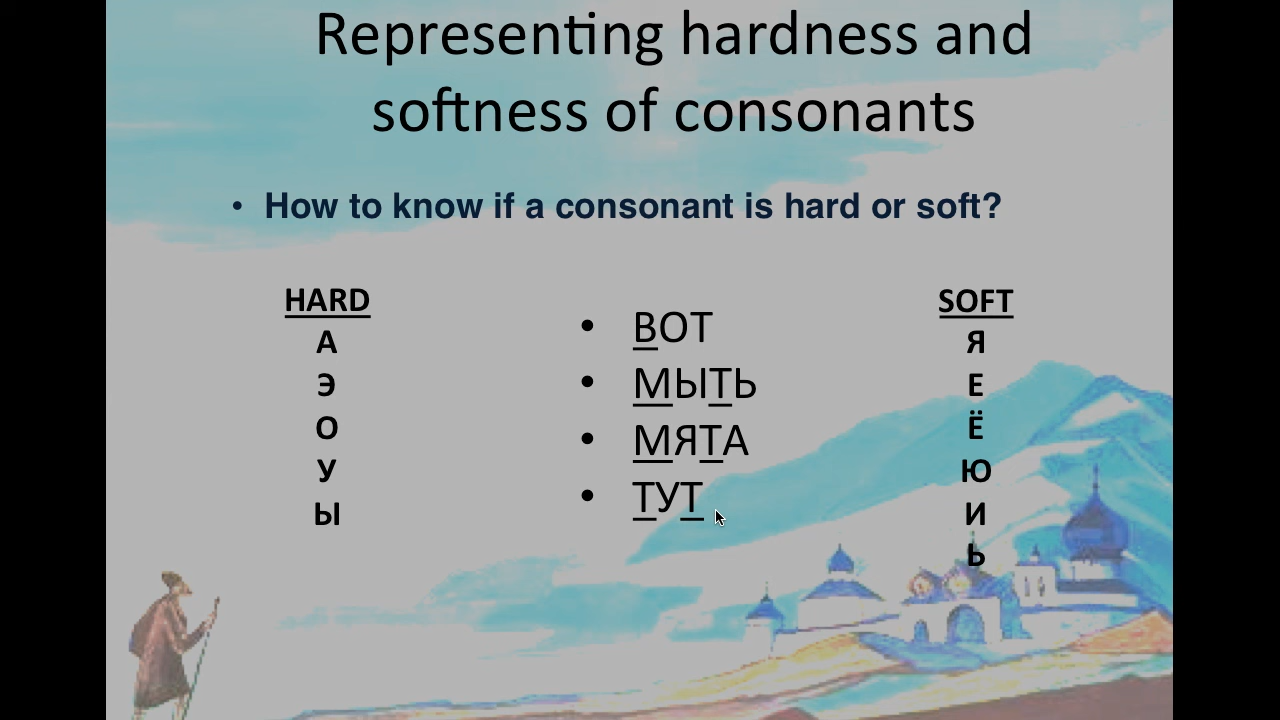 Representing hardness and
softness of consonants
• How to know if a consonant is hard or soft?
HARD
А
Э
О
У
Ы
• ВОТ
• МЫТЬ
• МЯТА
• ТУТ
SOFT
Я
Е
Ё
Ю
И
Ь